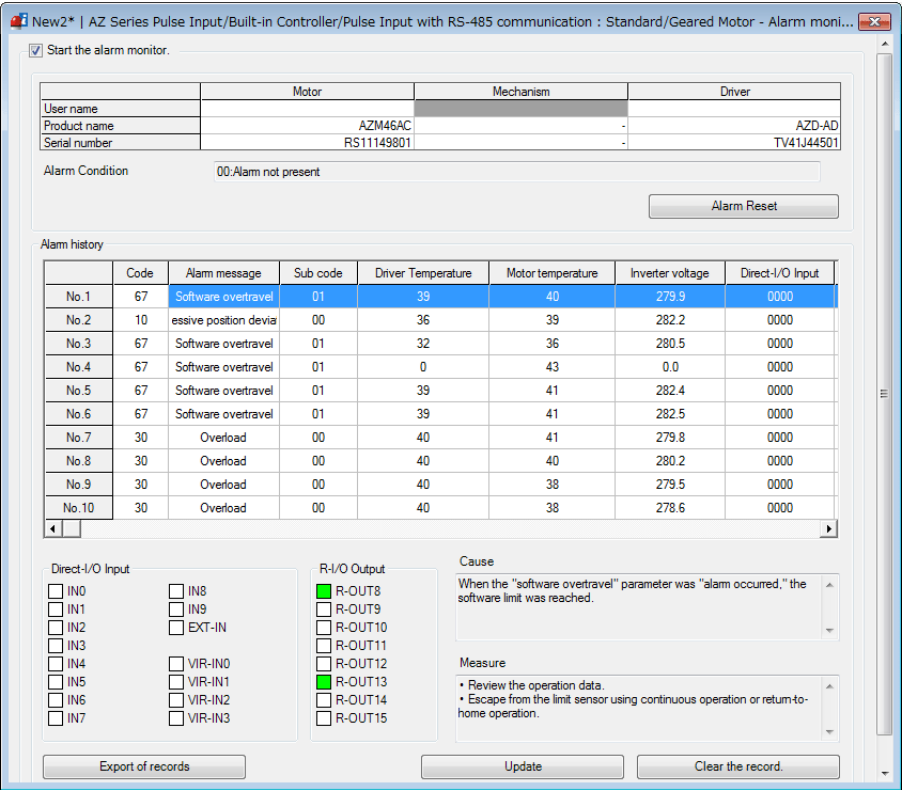 New2* | AZ Series Pulse Input/Built-in Controller/Pulse Input with RS-485 communication : Standard/Geared Motor - Alarm moni...
Start the alarm monitor.
Motor Mechanism Driver
User name
Product name AZM46AC - AZD-AD
Serial number RS11149801 - TV41J44501
Alarm Condition 00:Alarm not present
Alarm Reset
Alarm history
Code Alarm message Sub code Driver Temperature Motor temperature Inverter voltage Direct-I/O Input
No.1 67 Software overtravel 01 39 40 279.9 0000
No.2 10 essive position devia 00 36 39 282.2 0000
No.3 67 Software overtravel 01 32 36 280.5 0000
No.4 67 Software overtravel 01 0 43 0.0 0000
No.5 67 Software overtravel 01 39 41 282.4 0000
No.6 67 Software overtravel 01 39 41 282.5 0000
No.7 30 Overload 00 40 41 279.8 0000
No.8 30 Overload 00 40 40 280.2 0000
No.9 30 Overload 00 40 38 279.5 0000
No.10 30 Overload 00 40 38 278.6 0000
Direct-I/O Input
IN0 IN8
IN1 IN9
IN2 EXT-IN
IN3
IN4 VIR-IN0
IN5 VIR-IN1
IN6 VIR-IN2
IN7 VIR-IN3
R-I/O Output
R-OUT8
R-OUT9
R-OUT10
R-OUT11
R-OUT12
R-OUT13
R-OUT14
R-OUT15
Cause
When the "software overtravel" parameter was "alarm occurred," the
software limit was reached.
Measure
• Review the operation data.
• Escape from the limit sensor using continuous operation or return-to-
home operation.
Export of records Update Clear the record.